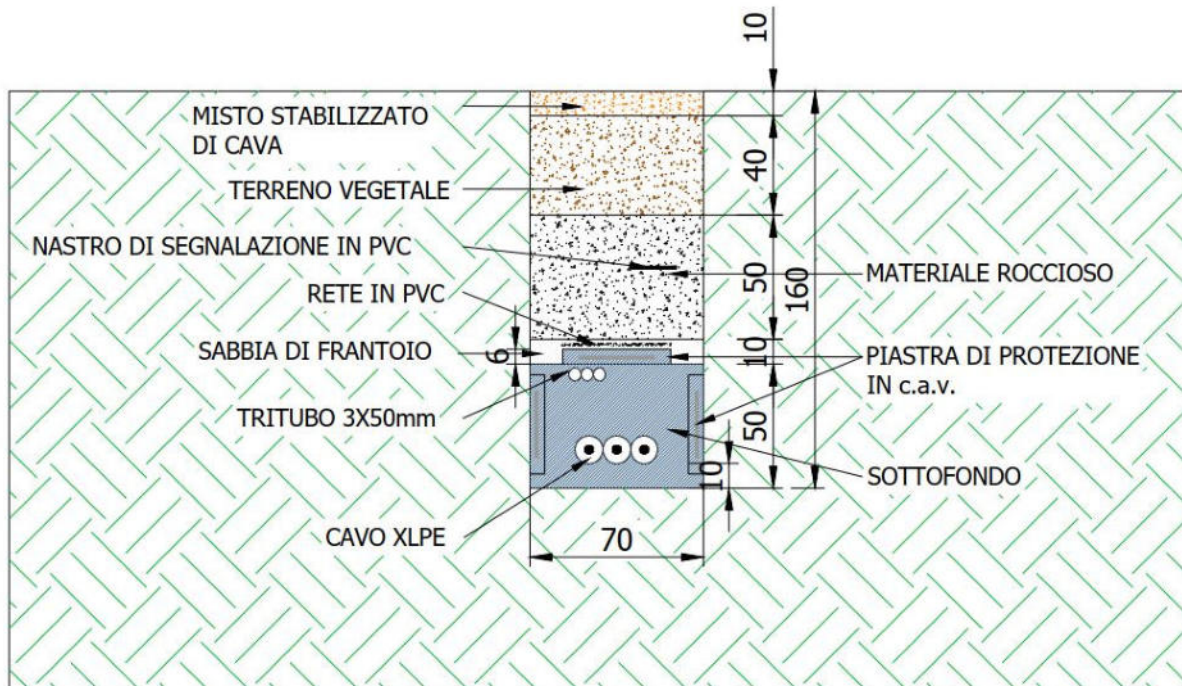 10
MISTO STABILIZZATO
DI CAVA
40
TERRENO VEGETALE
NASTRO DI SEGNALAZIONE IN PVC
50
160
MATERIALE ROCCIOSO
RETE IN PVC
SABBIA DI FRANTOIO
6
10
PIASTRA DI PROTEZIONE
IN c.a.v.
TRITUBO 3X50mm
50
10
SOTTOFONDO
CAVO XLPE
70